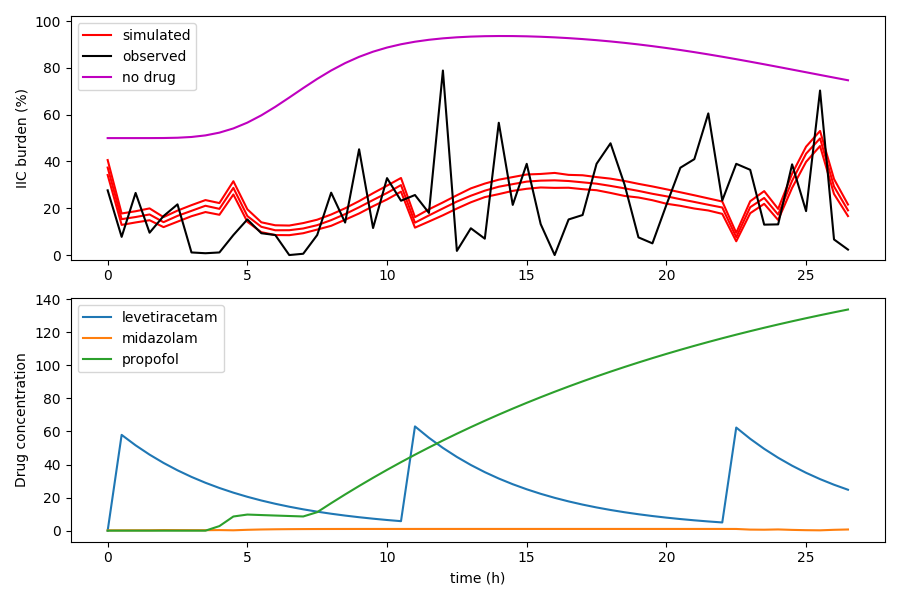 100
80
60
40
20
0
IIC burden (%)
simulated
observed
no drug
0 5 10 15 20 25
140
120
100
80
60
40
20
0
Drug concentration
levetiracetam
midazolam
propofol
0 5 10 15 20 25
time (h)